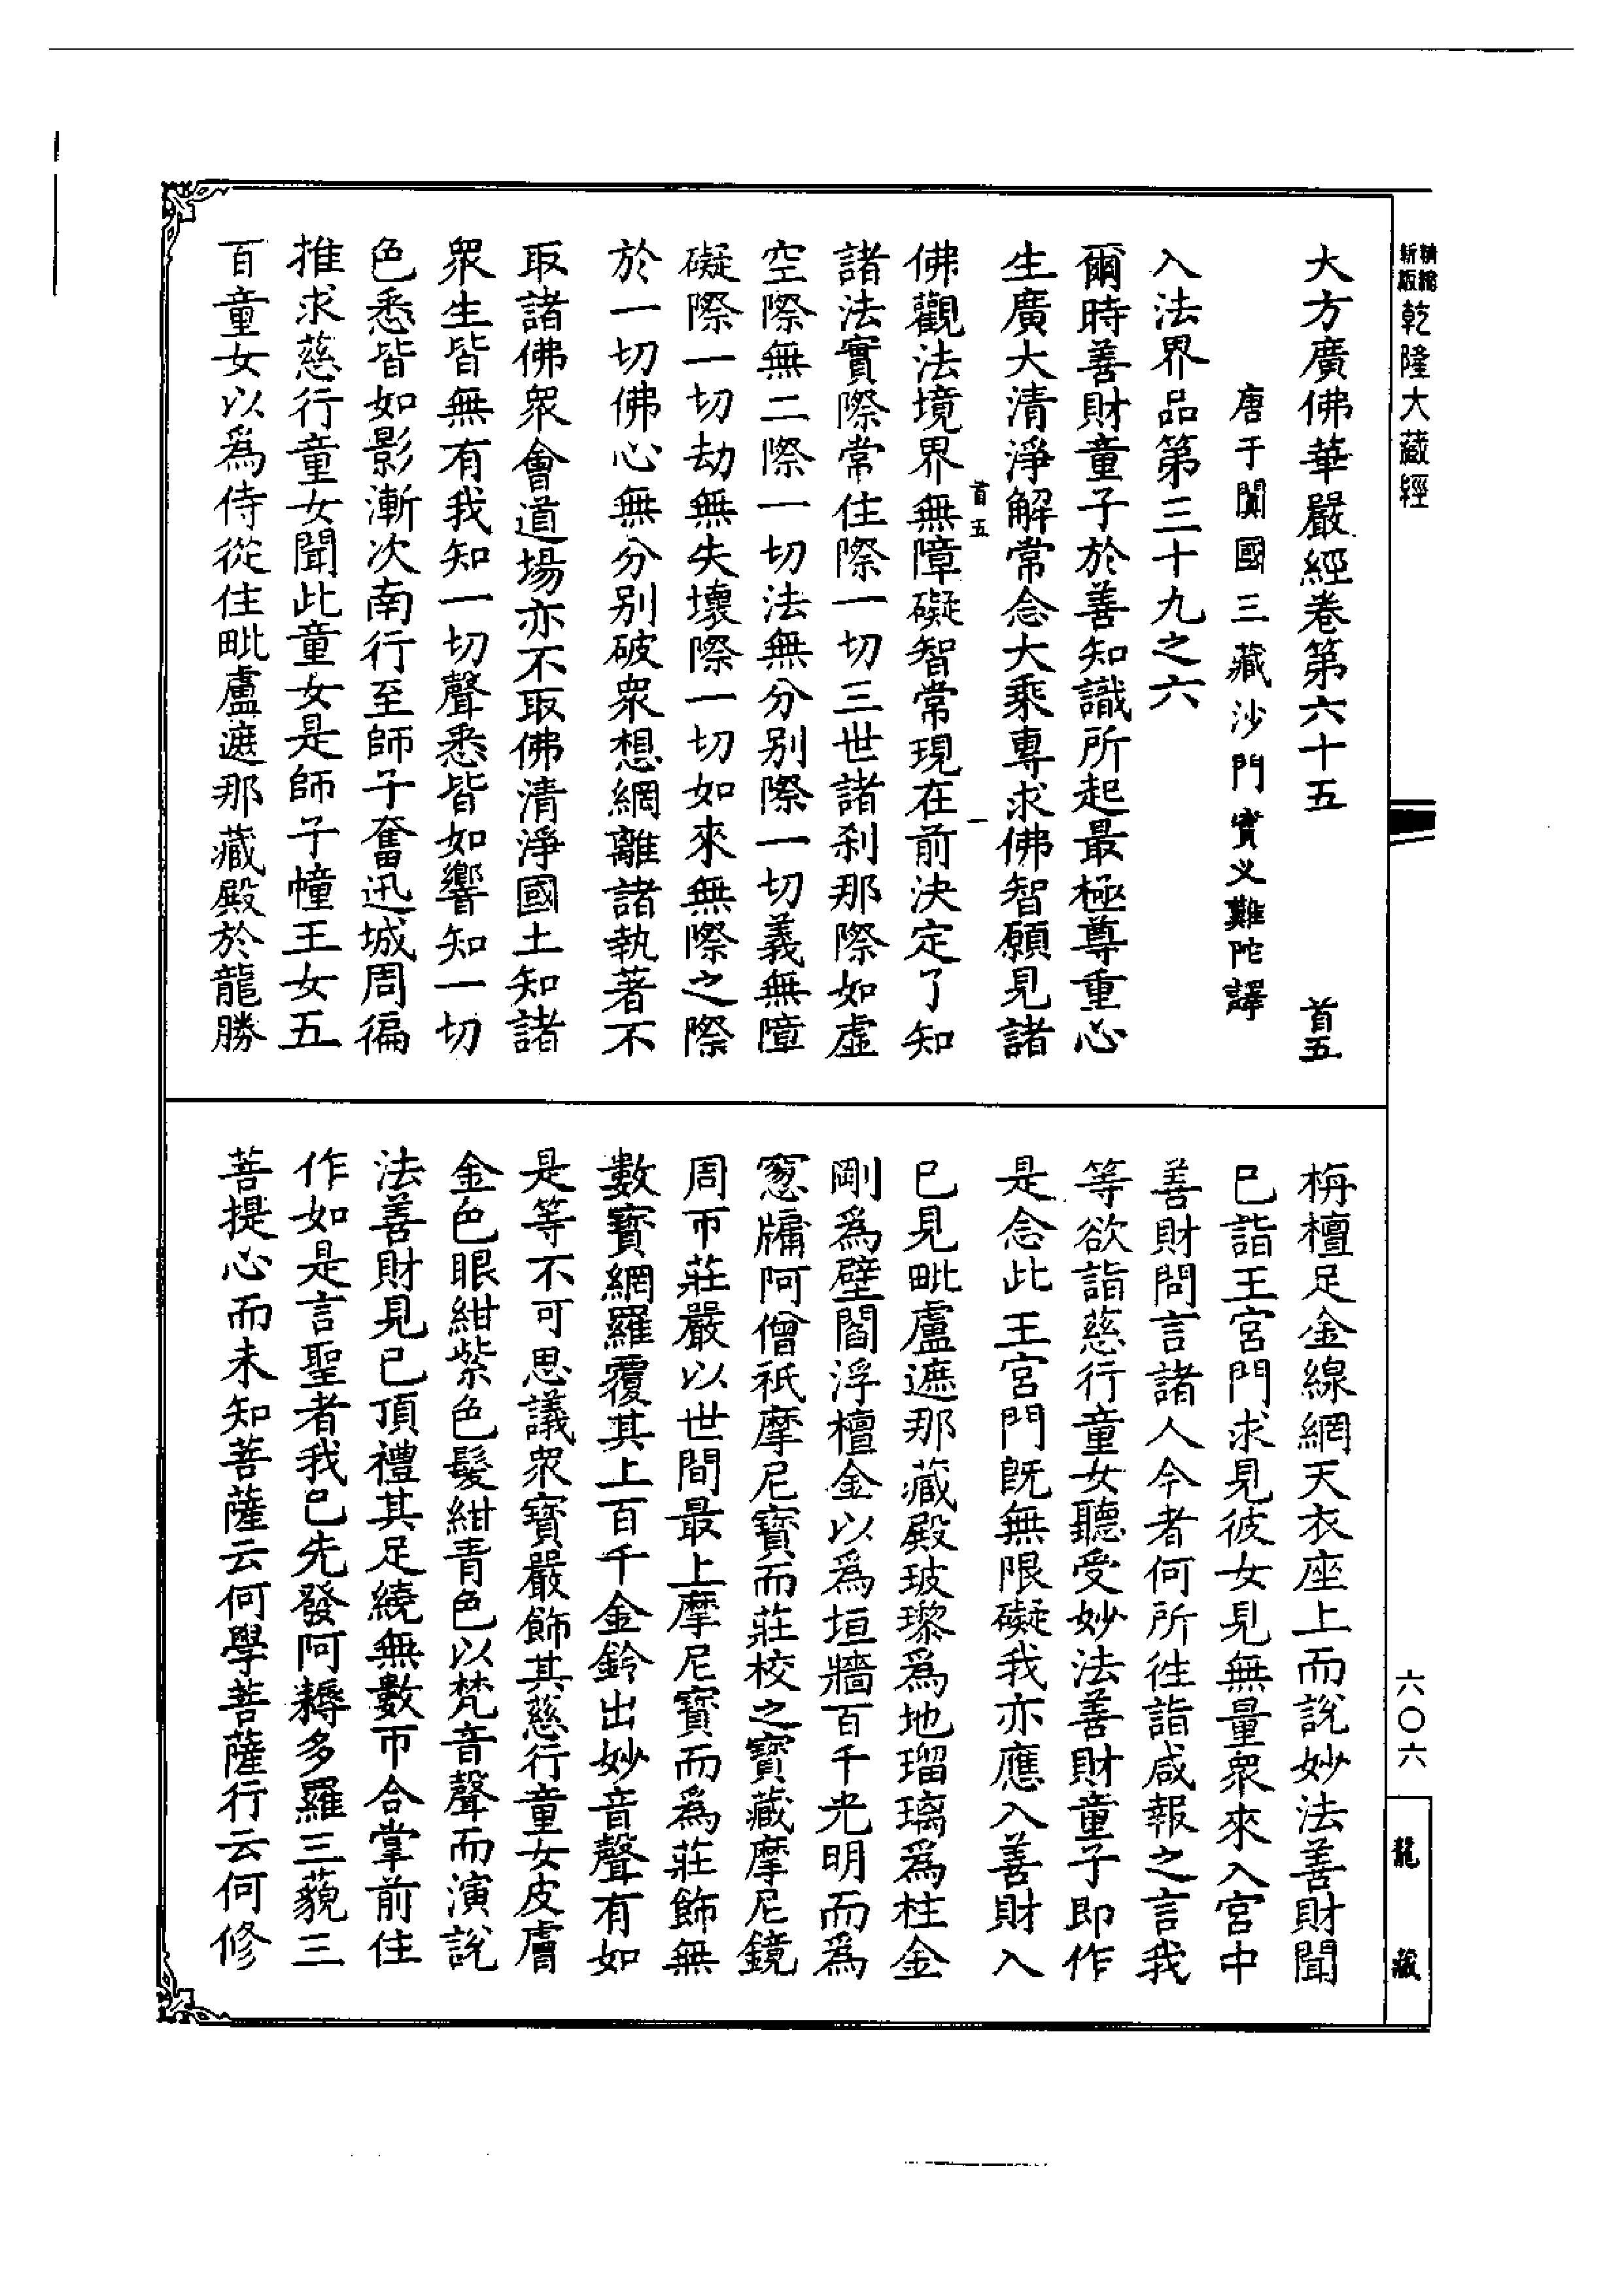 精縮新版乾隆大藏經
大方廣佛華嚴經卷第六十五 首五
唐于闐國三藏沙門實叉難陀譯
入法界品第三十九之六
爾時善財童子於善知識所起最極尊重心
生廣大清淨解常念大乘專求佛智願見諸
首五 一
佛觀法境界無障礙智常現在前決定了知
諸法實際常住際一切三世諸刹那際如虛
空際無二際一切法無分別際一切義無障
礙際一切劫無失壞際一切如來無際之際
於一切佛心無分別破眾想網離諸執著不
取諸佛眾會道場亦不取佛清淨國土知諸
眾生皆無有我知一切聲悉皆如響知一切
色悉皆如影漸次南行至師子奮迅城周徧
推求慈行童女聞此童女是師子幢王女五
百童女以為侍從住毗盧遮那藏殿於龍勝
栴檀足金線網天衣座上而說妙法善財聞
已詣王宮門求見彼女見無量眾來入宮中
善財問言諸人今者何所徃詣咸報之言我
等欲詣慈行童女聽受妙法善財童子即作
是念此王宮門既無限礙我亦應入善財入
已見毗盧遮那藏殿玻瓈為地瑠璃為柱金
剛為壁閻浮檀金以為垣牆百千光明而為
窓牖阿僧祇摩尼寶而莊校之寶藏摩尼鏡
周帀莊嚴以世間最上摩尼寶而為莊飾無
數寶網羅覆其上百千金鈴出妙音聲有如
是等不可思議眾寶嚴飾其慈行童女皮膚
金色眼紺紫色髮紺青色以梵音聲而演說
法善財見已頂禮其足繞無數帀合掌前住
作如是言聖者我已先發阿耨多羅三藐三
菩提心而未知菩薩云何學菩薩行云何修
六〇六
龍藏